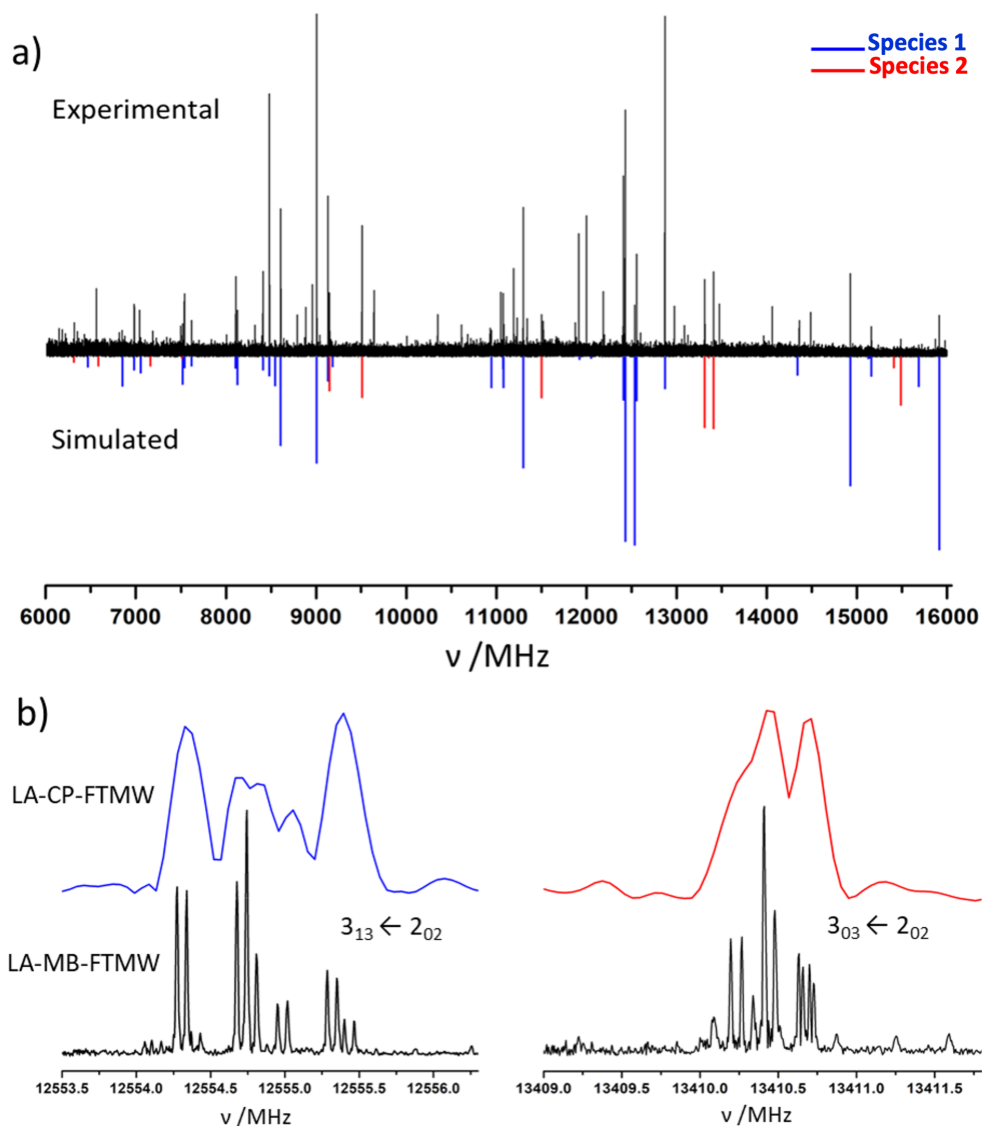 a)
Species 1
Species 2
Experimental
Simulated
6000 7000 8000 9000 10000 11000 12000 13000 14000 15000 16000
ν /MHz
b)
LA-CP-FTMW
3₁₃ ← 2₀₂
3₀₃ ← 2₀₂
LA-MB-FTMW
12553.5 12554.0 12554.5 12555.0 12555.5 12556.0
13409.0 13409.5 13410.0 13410.5 13411.0 13411.5
ν /MHz
ν /MHz